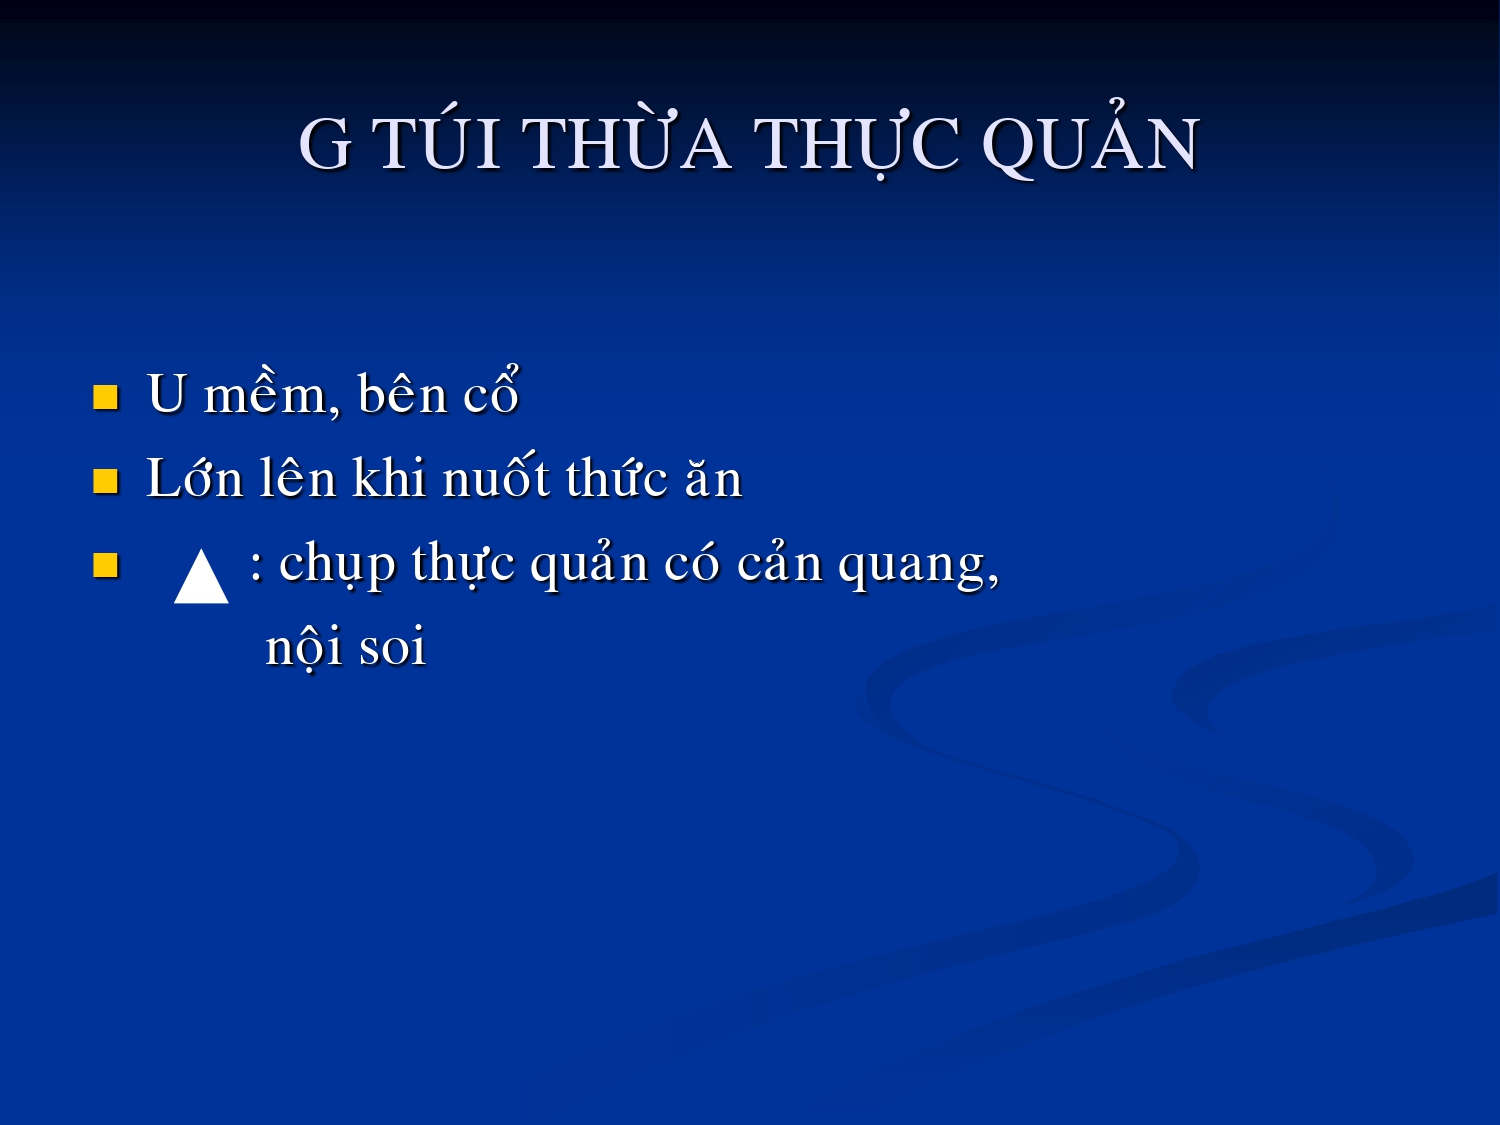 G TÚI THỪA THỰC QUẢN
U mềm, bên cổ
Lớn lên khi nuốt thức ăn
▲ : chụp thực quản có cản quang,
nội soi